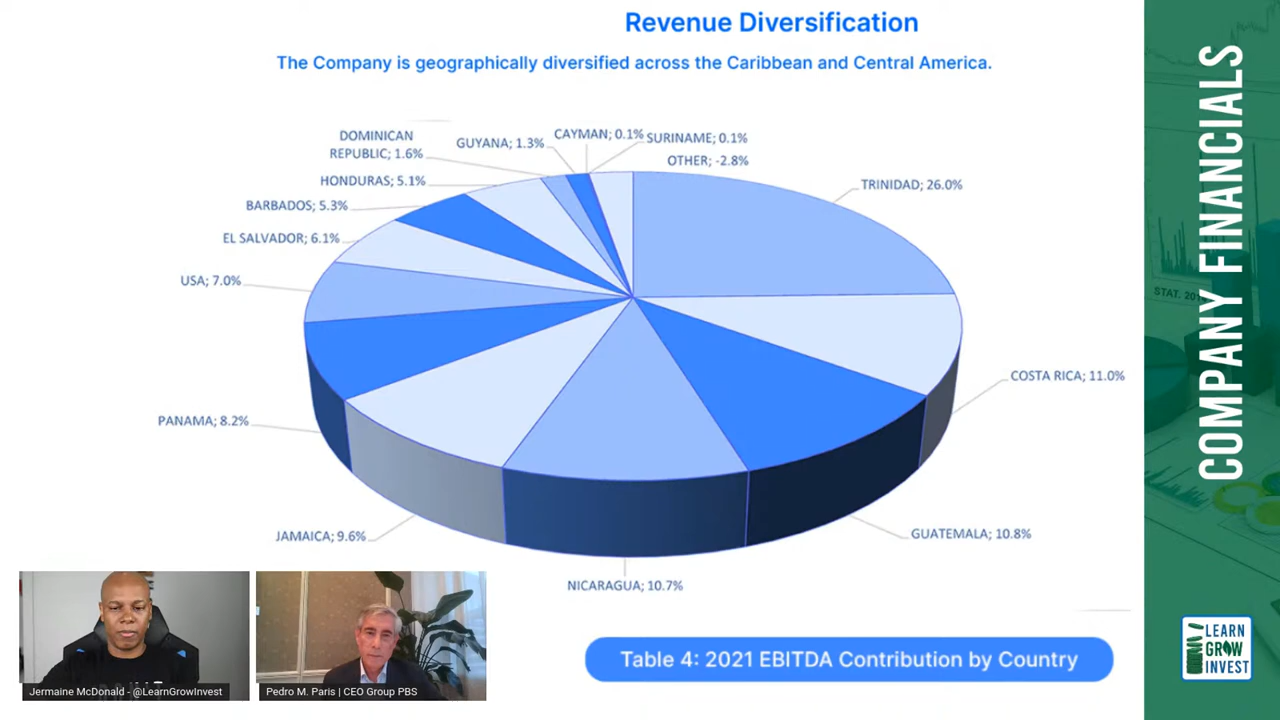 Revenue Diversification
The Company is geographically diversified across the Caribbean and Central America.
DOMINICAN
REPUBLIC; 1.6%
GUYANA; 1.3%
CAYMAN; 0.1%
SURINAME; 0.1%
OTHER; -2.8%
HONDURAS; 5.1%
TRINIDAD; 26.0%
BARBADOS; 5.3%
EL SALVADOR; 6.1%
USA; 7.0%
COSTA RICA; 11.0%
PANAMA; 8.2%
JAMAICA; 9.6%
GUATEMALA; 10.8%
NICARAGUA; 10.7%
Table 4: 2021 EBITDA Contribution by Country
Jermaine McDonald - @LearnGrowInvest
Pedro M. Paris | CEO Group PBS
COMPANY FINANCIALS
LEARN
GROW
INVEST